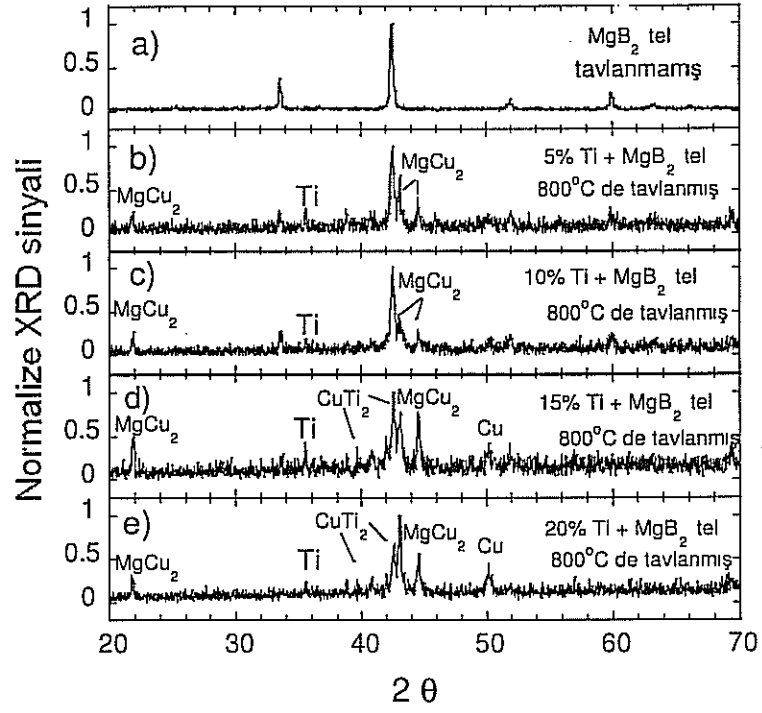 Normalize XRD sinyali
a)
MgB₂ tel
tavlanmamış
1
0.5
0
b)
5% Ti + MgB₂ tel
800°C de tavlanmış
MgCu₂
Ti
MgCu₂
1
0.5
0
c)
10% Ti + MgB₂ tel
800°C de tavlanmış
MgCu₂
Ti
MgCu₂
1
0.5
0
d)
15% Ti + MgB₂ tel
800°C de tavlanmış
MgCu₂
Ti
CuTi₂
MgCu₂
Cu
1
0.5
0
e)
20% Ti + MgB₂ tel
800°C de tavlanmış
MgCu₂
Ti
CuTi₂
MgCu₂
Cu
1
0.5
0
20 30 40 50 60 70
2 θ